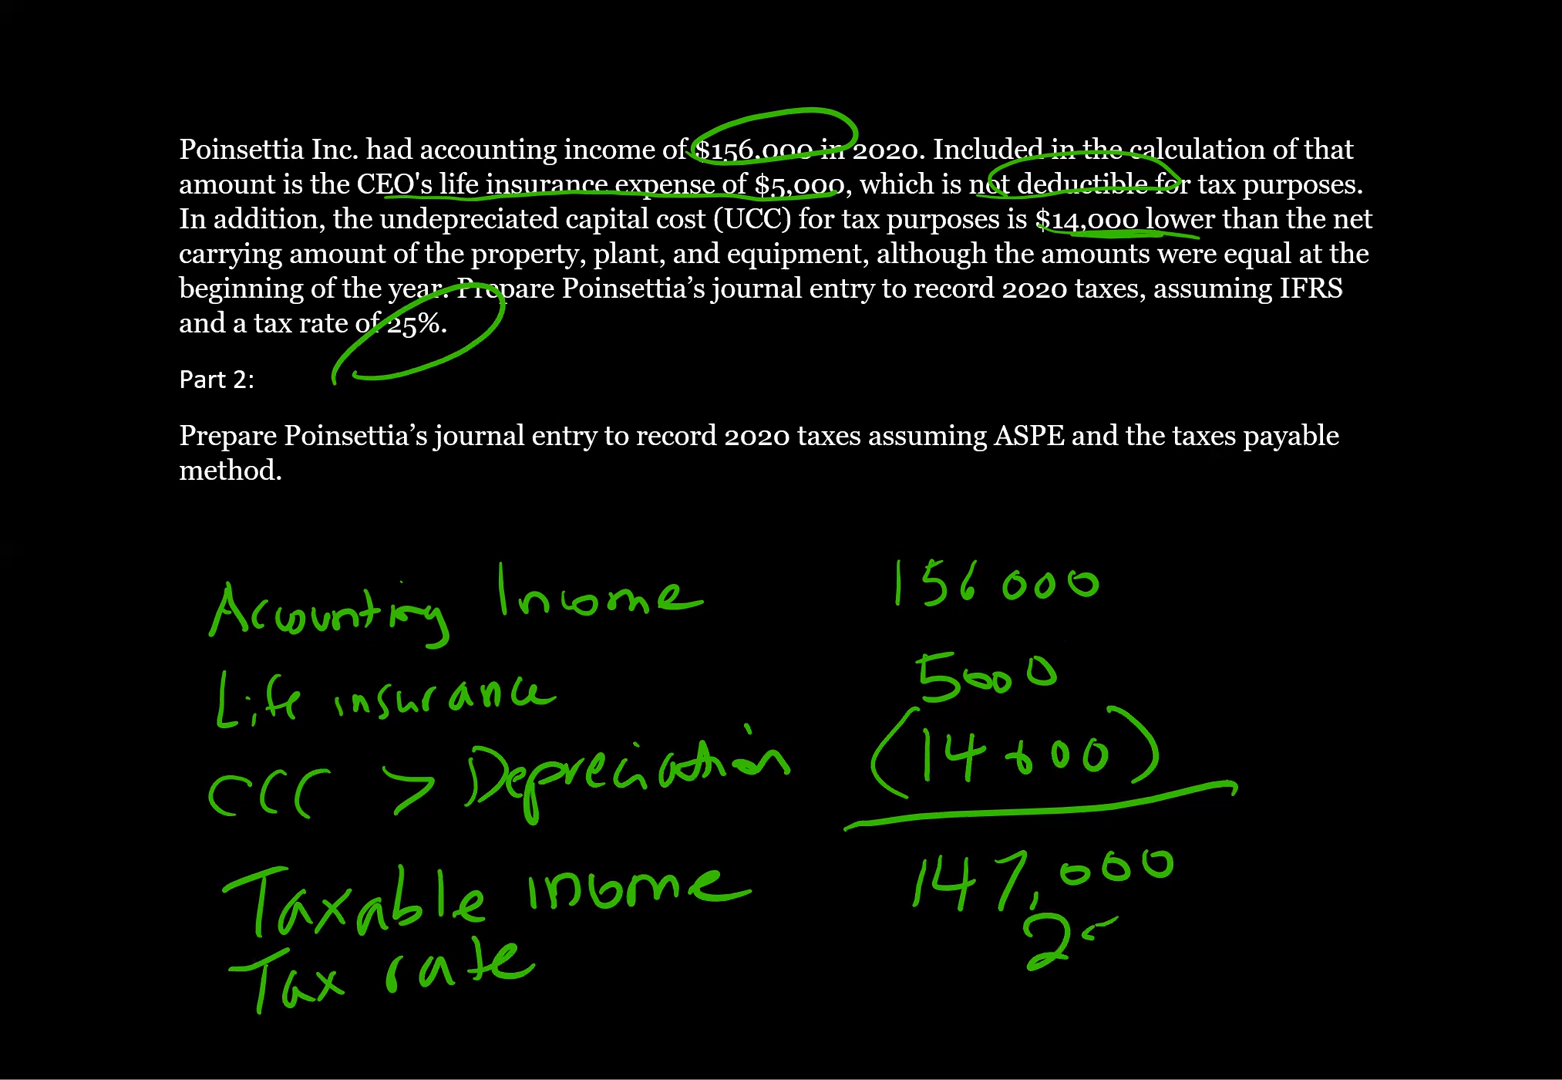 Poinsettia Inc. had accounting income of $156,000 in 2020. Included in the calculation of that
amount is the CEO's life insurance expense of $5,000, which is not deductible for tax purposes.
In addition, the undepreciated capital cost (UCC) for tax purposes is $14,000 lower than the net
carrying amount of the property, plant, and equipment, although the amounts were equal at the
beginning of the year. Prepare Poinsettia’s journal entry to record 2020 taxes, assuming IFRS
and a tax rate of 25%.
Part 2:
Prepare Poinsettia’s journal entry to record 2020 taxes assuming ASPE and the taxes payable
method.
Accounting Income 156 000
Life insurance 5000
CCC > Depreciation (14 000)
Taxable income 147,000
Tax rate 2